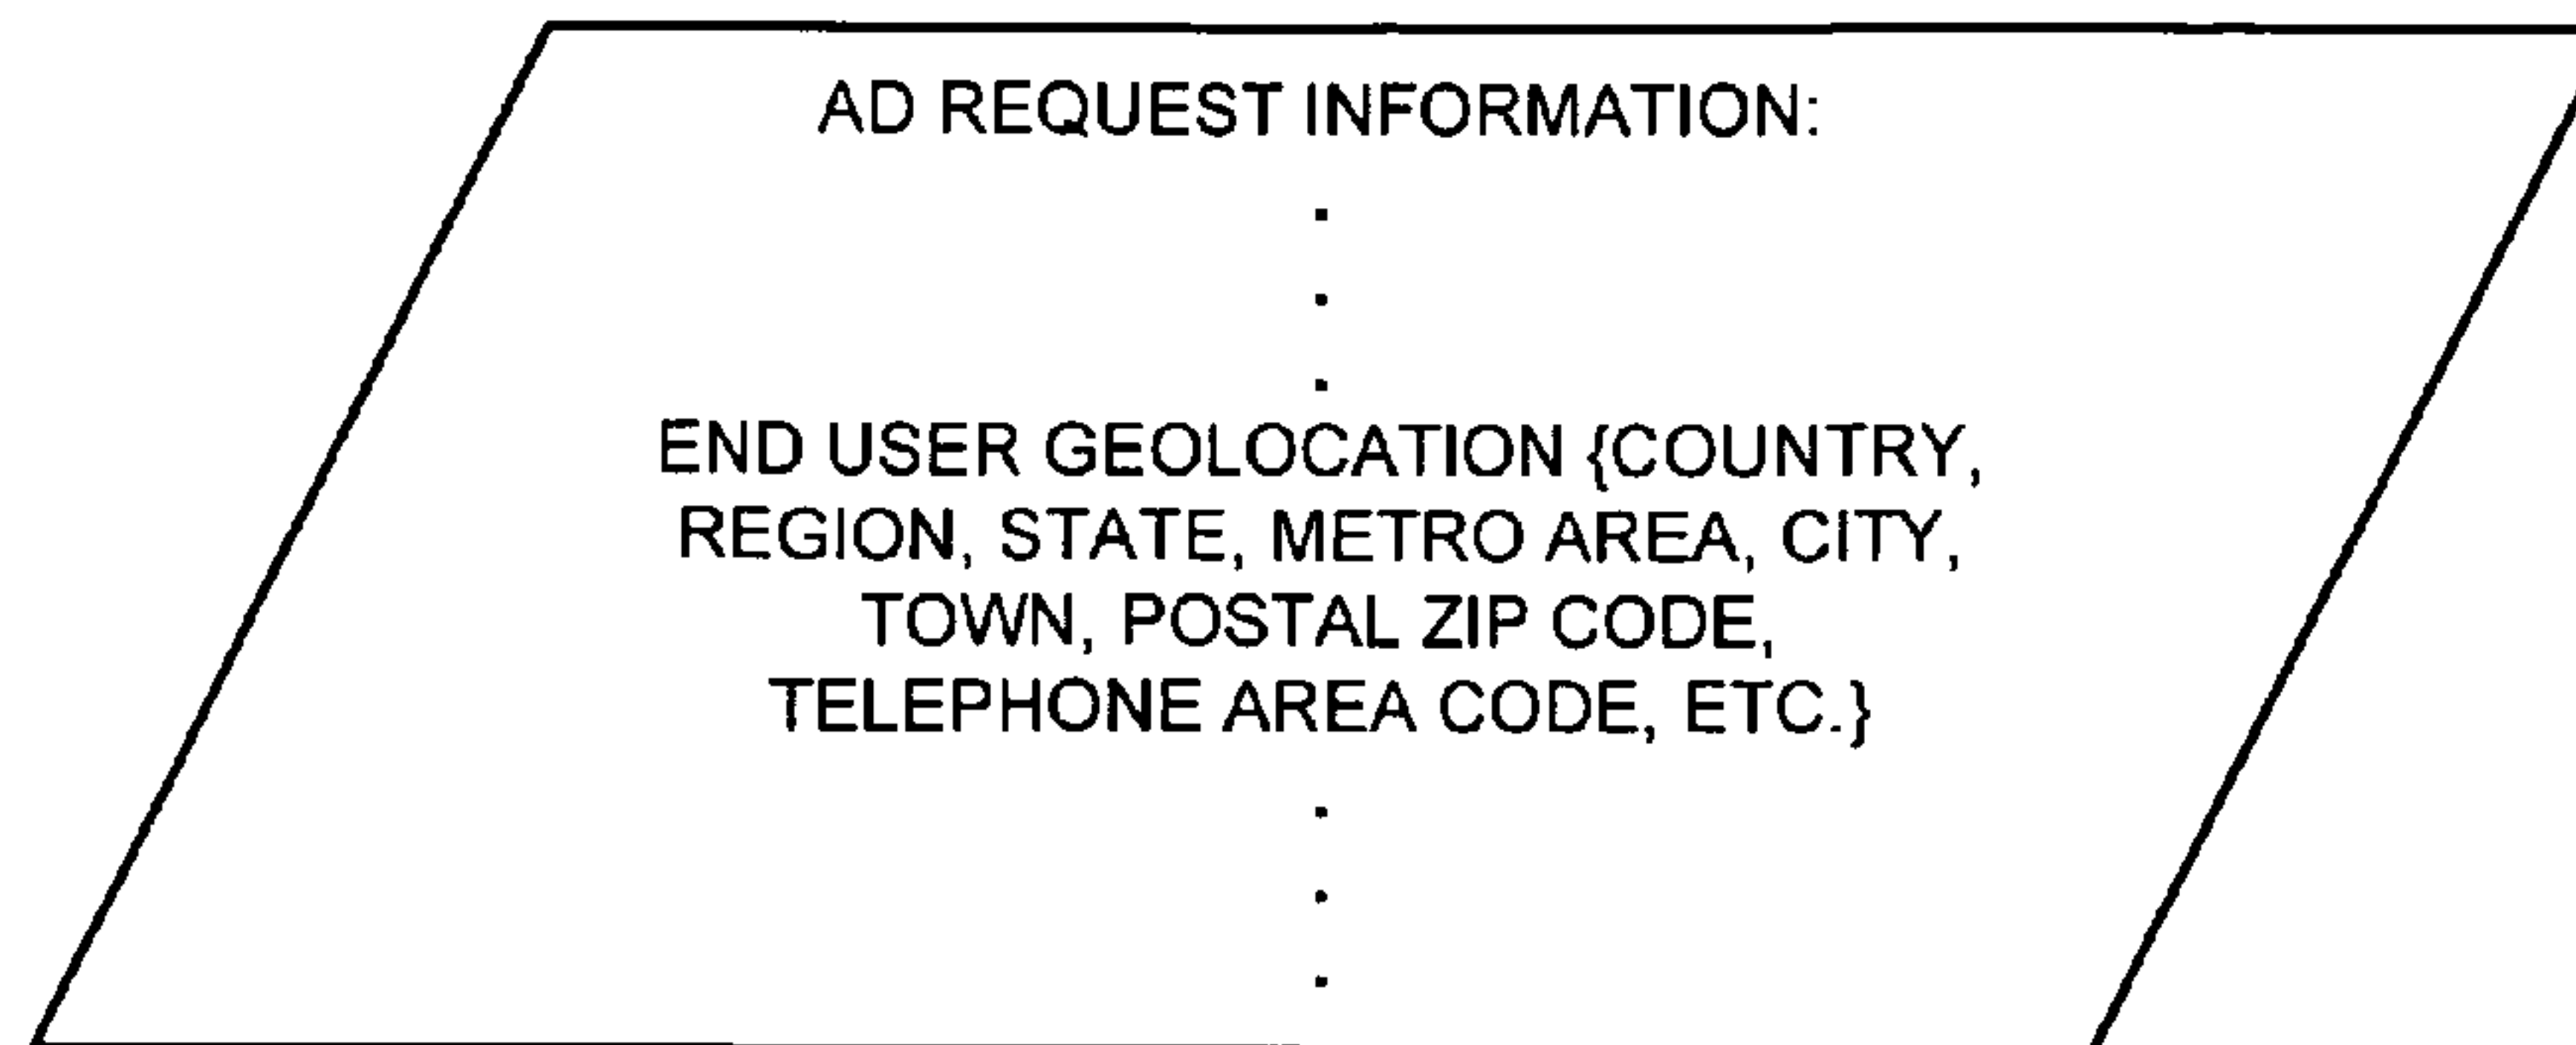 AD REQUEST INFORMATION:
.
.
.
END USER GEOLOCATION {COUNTRY,
REGION, STATE, METRO AREA, CITY,
TOWN, POSTAL ZIP CODE,
TELEPHONE AREA CODE, ETC.}
.
.
.